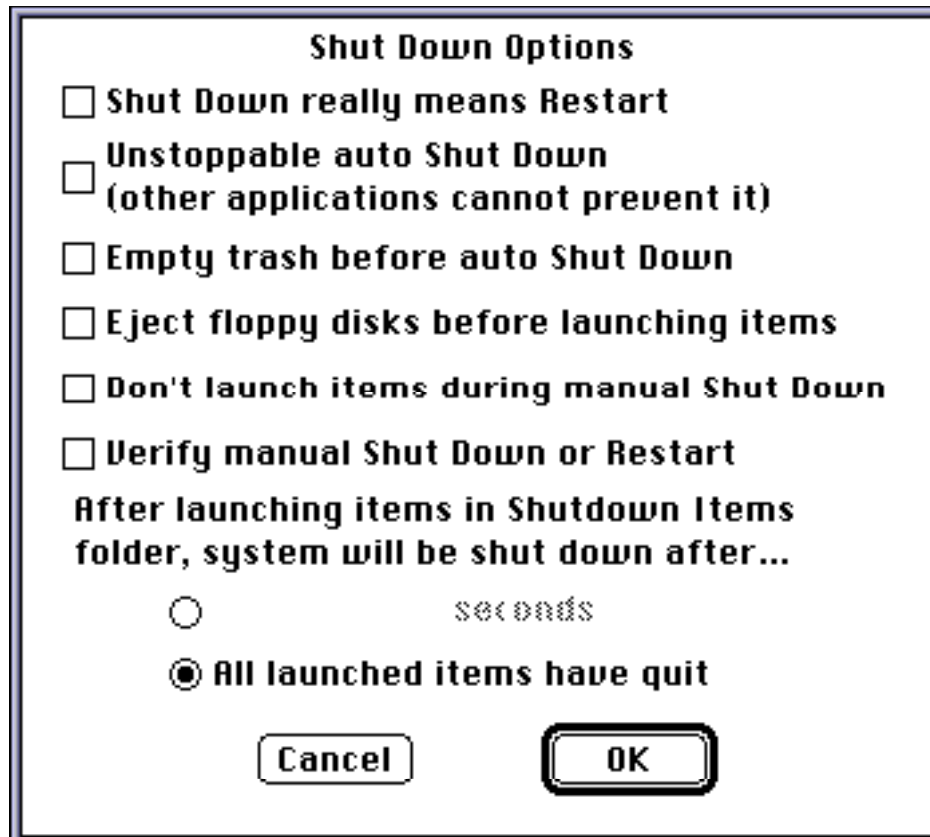 Shut Down Options
Shut Down really means Restart
Unstoppable auto Shut Down
(other applications cannot prevent it)
Empty trash before auto Shut Down
Eject floppy disks before launching items
Don't launch items during manual Shut Down
Verify manual Shut Down or Restart
After launching items in Shutdown Items
folder, system will be shut down after...
seconds
All launched items have quit
Cancel
OK